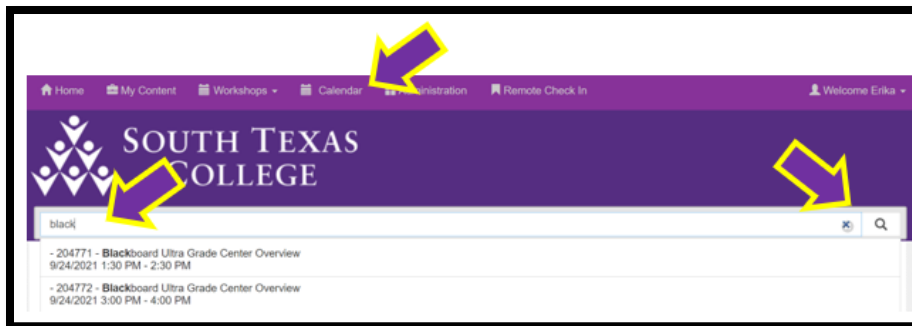 Home My Content Workshops Calendar Administration Remote Check In Welcome Erika
SOUTH TEXAS
COLLEGE
black
- 204771 - Blackboard Ultra Grade Center Overview
9/24/2021 1:30 PM - 2:30 PM
- 204772 - Blackboard Ultra Grade Center Overview
9/24/2021 3:00 PM - 4:00 PM